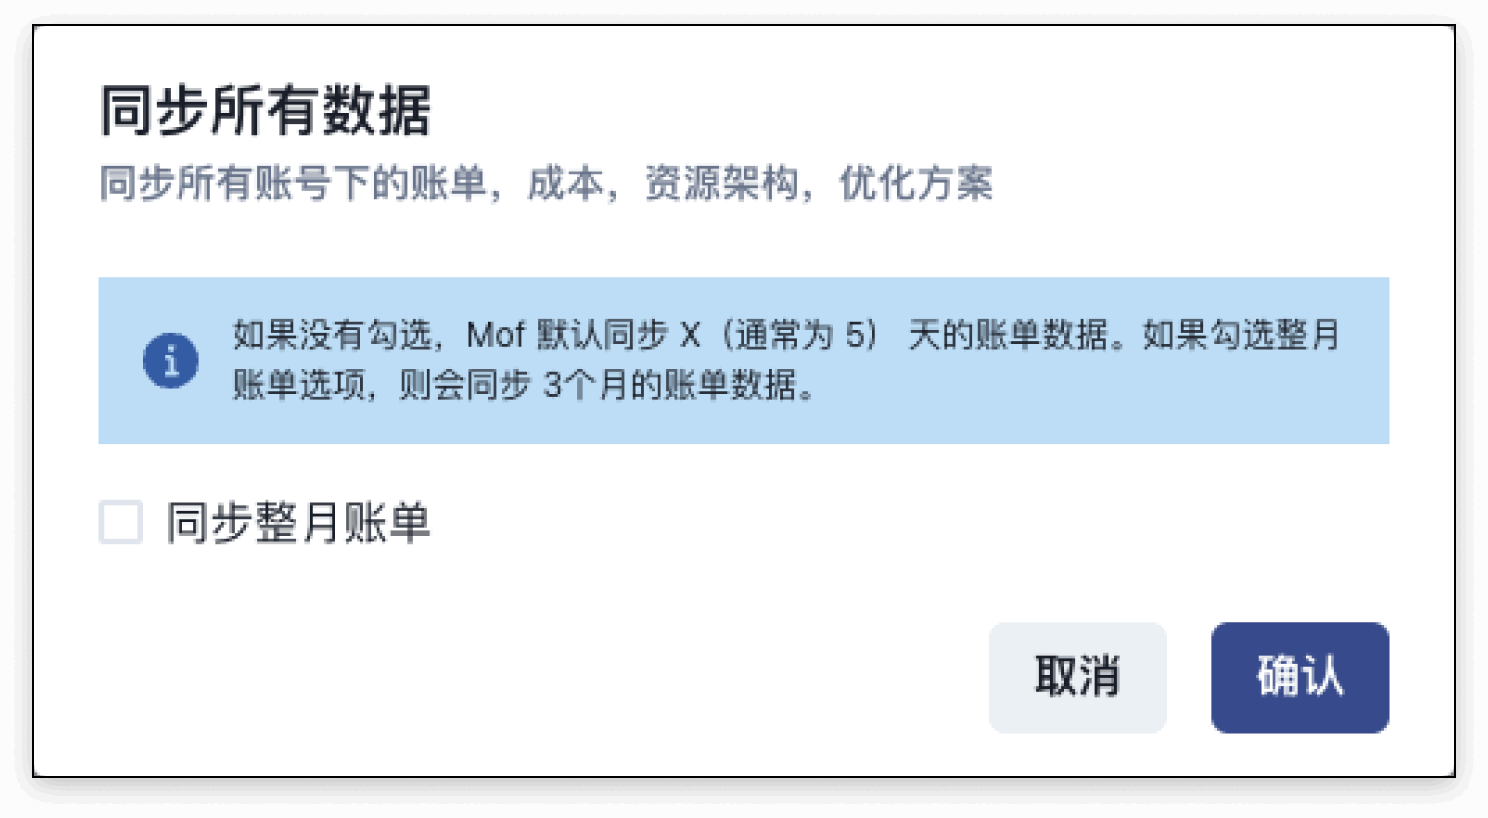 同步所有数据
同步所有账号下的账单，成本，资源架构，优化方案
如果没有勾选，Mof 默认同步 X（通常为 5） 天的账单数据。如果勾选整月
账单选项，则会同步 3个月的账单数据。
同步整月账单
取消
确认